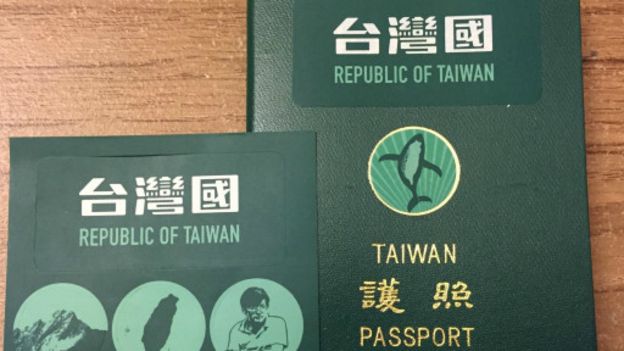 台灣國
REPUBLIC OF TAIWAN
TAIWAN
護照
PASSPORT
台灣國
REPUBLIC OF TAIWAN